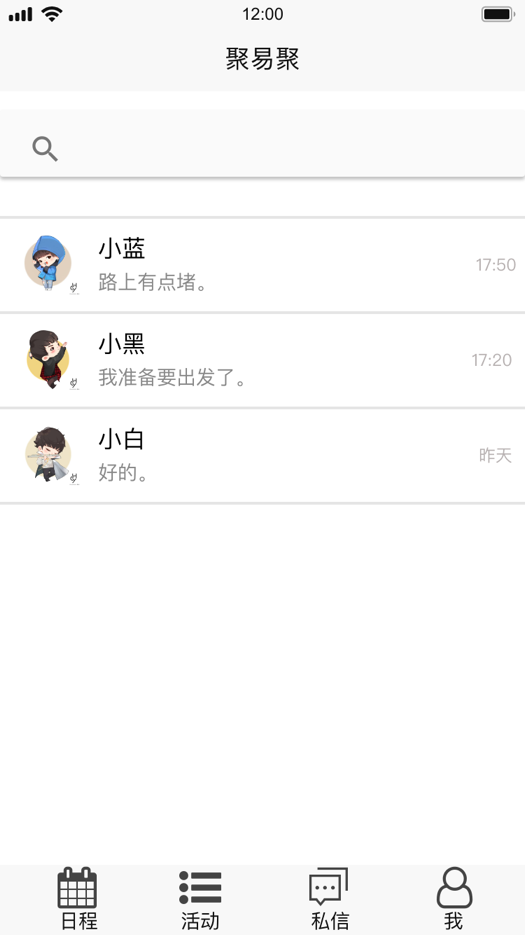 12:00
聚易聚
小蓝
路上有点堵。
17:50
小黑
我准备要出发了。
17:20
小白
好的。
昨天
日程
活动
私信
我